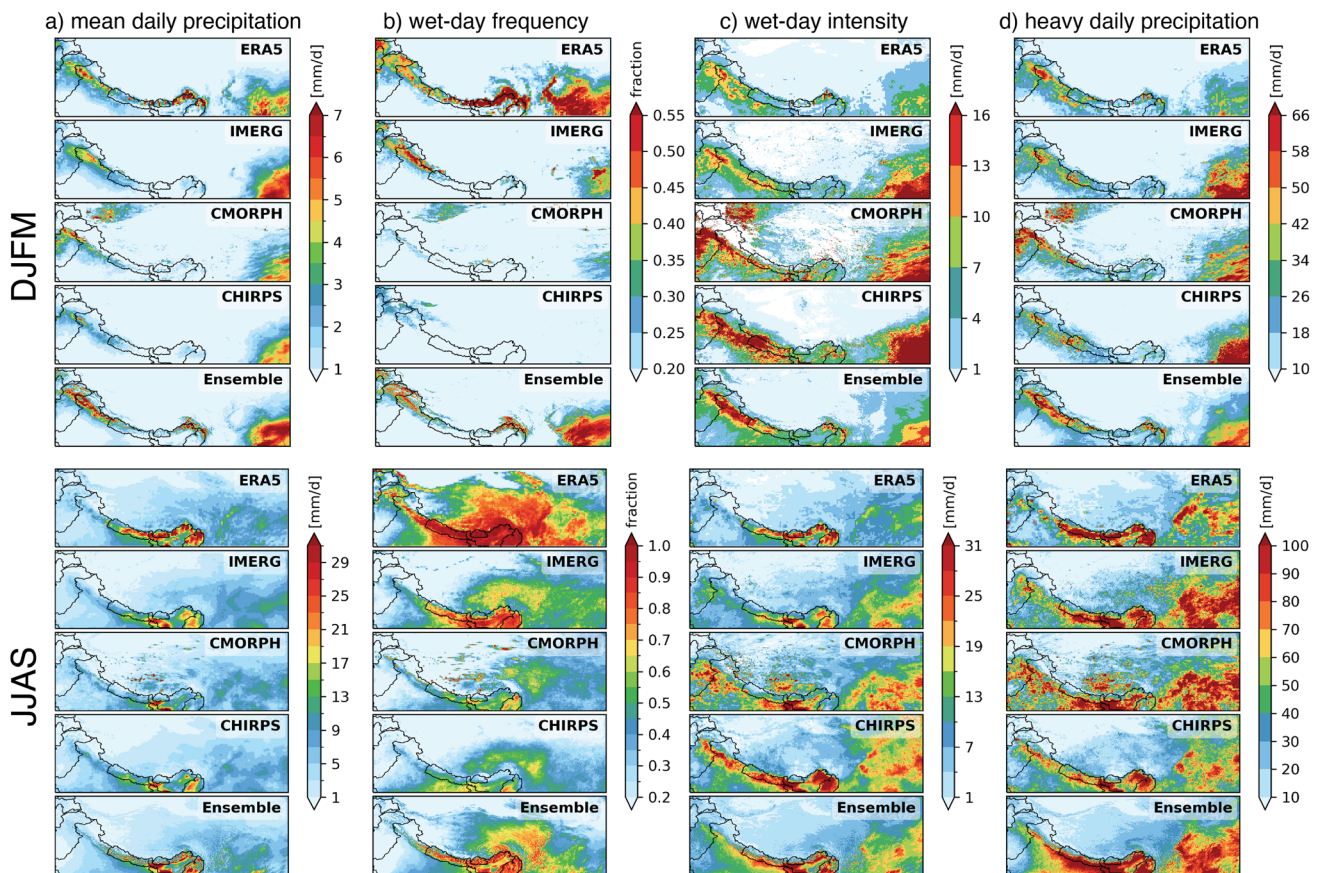 a) mean daily precipitation
b) wet-day frequency
c) wet-day intensity
d) heavy daily precipitation
DJFM
ERA5
IMERG
CMORPH
CHIRPS
Ensemble
[mm/d]
7
6
5
4
3
2
1
ERA5
IMERG
CMORPH
CHIRPS
Ensemble
fraction
0.55
0.50
0.45
0.40
0.35
0.30
0.25
0.20
ERA5
IMERG
CMORPH
CHIRPS
Ensemble
[mm/d]
16
13
10
7
4
1
ERA5
IMERG
CMORPH
CHIRPS
Ensemble
[mm/d]
66
58
50
42
34
26
18
10
JJAS
ERA5
IMERG
CMORPH
CHIRPS
Ensemble
[mm/d]
29
25
21
17
13
9
5
1
ERA5
IMERG
CMORPH
CHIRPS
Ensemble
fraction
1.0
0.9
0.8
0.7
0.6
0.5
0.4
0.3
0.2
ERA5
IMERG
CMORPH
CHIRPS
Ensemble
[mm/d]
31
25
19
13
7
1
ERA5
IMERG
CMORPH
CHIRPS
Ensemble
[mm/d]
100
90
80
70
60
50
40
30
20
10